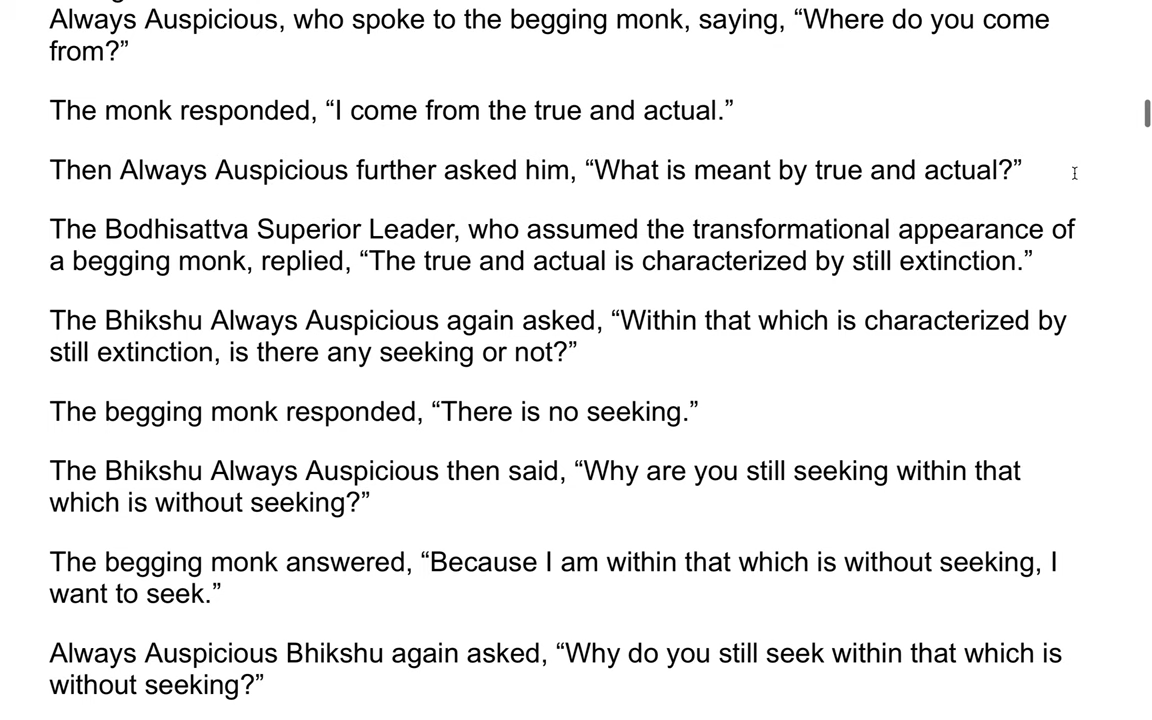 Always Auspicious, who spoke to the begging monk, saying, “Where do you come
from?”
The monk responded, “I come from the true and actual.”
Then Always Auspicious further asked him, “What is meant by true and actual?”
The Bodhisattva Superior Leader, who assumed the transformational appearance of
a begging monk, replied, “The true and actual is characterized by still extinction.”
The Bhikshu Always Auspicious again asked, “Within that which is characterized by
still extinction, is there any seeking or not?”
The begging monk responded, “There is no seeking.”
The Bhikshu Always Auspicious then said, “Why are you still seeking within that
which is without seeking?”
The begging monk answered, “Because I am within that which is without seeking, I
want to seek.”
Always Auspicious Bhikshu again asked, “Why do you still seek within that which is
without seeking?”